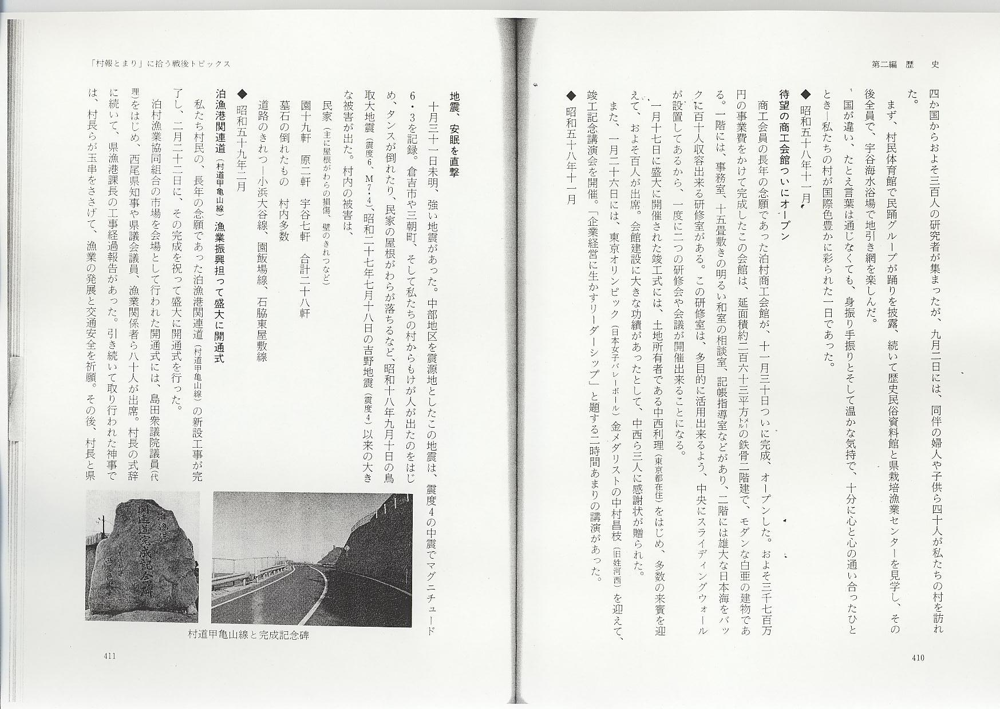 第二編　歴　史
四か国からおよそ三百人の研究者が集まったが、九月二日には、同伴の婦人や子供ら四十人が私たちの村を訪れ
た。
まず、村民体育館で民踊グループが踊りを披露、続いて歴史民俗資料館と県栽培漁業センターを見学し、その
後全員で、宇谷海水浴場で地引き網を楽しんだ。
国が違い、たとえ言葉は通じなくても、身振り手振りとそして温かな気持で、十分に心と心の通い合ったひと
とき―私たちの村が国際色豊かに彩られた一日であった。
◆　昭和五十八年十一月
待望の商工会館ついにオープン
商工会員の長年の念願であった泊村商工会館が、十一月三十日ついに完成、オープンした。およそ三千七百万
円の事業費をかけて完成したこの会館は、延面積約二百六十三平方メートルの鉄骨二階建で、モダンな白亜の建物であ
る。一階には、事務室、十五畳敷きの明るい和室の相談室、記帳指導室などがあり、二階には雄大な日本海をバッ
クに百十人収容出来る研修室がある。この研修室は、多目的に活用出来るよう、中央にスライディングウォール
が設置してあるから、一度に二つの研修会や会議が開催出来ることになる。
一月十七日に盛大に開催された竣工式には、土地所有者である中西利理（東京都在住）をはじめ、多数の来賓を迎
えて、およそ百人が出席。会館建設に大きな功績があったとして、中西ら三人に感謝状が贈られた。
また、一月二十六日には、東京オリンピック（日本女子バレーボール）金メダリストの中村昌枝（旧姓河西）を迎えて、
竣工記念講演会を開催。「企業経営に生かすリーダーシップ」と題する二時間あまりの講演があった。
◆　昭和五十八年十一月
410
「村報とまり」に拾う戦後トピックス
地震、安眠を直撃
十月三十一日未明、強い地震があった。中部地区を震源地としたこの地震は、震度4の中震でマグニチュード
6・3を記録。倉吉市や三朝町、そして私たちの村からもけが人が出たのをはじ
め、タンスが倒れたり、民家の屋根がわらが落ちるなど、昭和十八年九月十日の鳥
取大地震（震度6、M7・4）、昭和二十七年七月十八日の吉野地震（震度4）以来の大き
な被害が出た。村内の被害は、
民家（主に屋根がわらの損傷、壁のきれつなど）
園十九軒　原二軒　宇谷七軒　合計二十八軒
墓石の倒れたもの　村内多数
道路のきれつ―小浜大谷線、園飯場線、石脇東屋敷線
◆　昭和五十九年二月
泊漁港関連道（村道甲亀山線）漁業振興担って盛大に開通式
私たち村民の、長年の念願であった泊漁港関連道（村道甲亀山線）の新設工事が完
了し、二月二十二日に、その完成を祝って盛大に開通式を行った。
泊村漁業協同組合の市場を会場として行われた開通式には、島田衆議院議員（代
理）をはじめ、西尾県知事や県議会議員、漁業関係者ら八十人が出席。村長の式辞
に続いて、県漁港課長の工事経過報告があった。引き続いて取り行われた神事で
は、村長らが玉串をささげて、漁業の発展と交通安全を祈願。その後、村長と県
泊漁港
関連道完成記念碑
西尾邑次
村道甲亀山線と完成記念碑
411